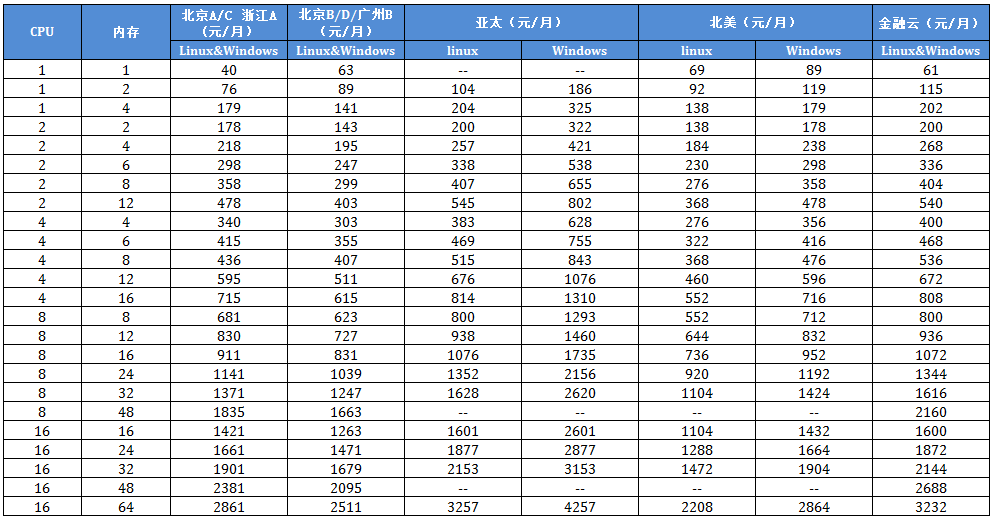 CPU 内存 北京A/C 浙江A (元/月) 北京B/D/广州B (元/月) 亚太（元/月） 北美（元/月） 金融云（元/月）
Linux&Windows Linux&Windows linux Windows linux Windows Linux&Windows
1 1 40 63 -- -- 69 89 61
1 2 76 89 104 186 92 119 115
1 4 179 141 204 325 138 179 202
2 2 178 143 200 322 138 178 200
2 4 218 195 257 421 184 238 268
2 6 298 247 338 538 230 298 336
2 8 358 299 407 655 276 358 404
2 12 478 403 545 802 368 478 540
4 4 340 303 383 628 276 356 400
4 6 415 355 469 755 322 416 468
4 8 436 407 515 843 368 476 536
4 12 595 511 676 1076 460 596 672
4 16 715 615 814 1310 552 716 808
8 8 681 623 800 1293 552 712 800
8 12 830 727 938 1460 644 832 936
8 16 911 831 1076 1735 736 952 1072
8 24 1141 1039 1352 2156 920 1192 1344
8 32 1371 1247 1628 2620 1104 1424 1616
8 48 1835 1663 -- -- -- -- 2160
16 16 1421 1263 1601 2601 1104 1432 1600
16 24 1661 1471 1877 2877 1288 1664 1872
16 32 1901 1679 2153 3153 1472 1904 2144
16 48 2381 2095 -- -- -- -- 2688
16 64 2861 2511 3257 4257 2208 2864 3232